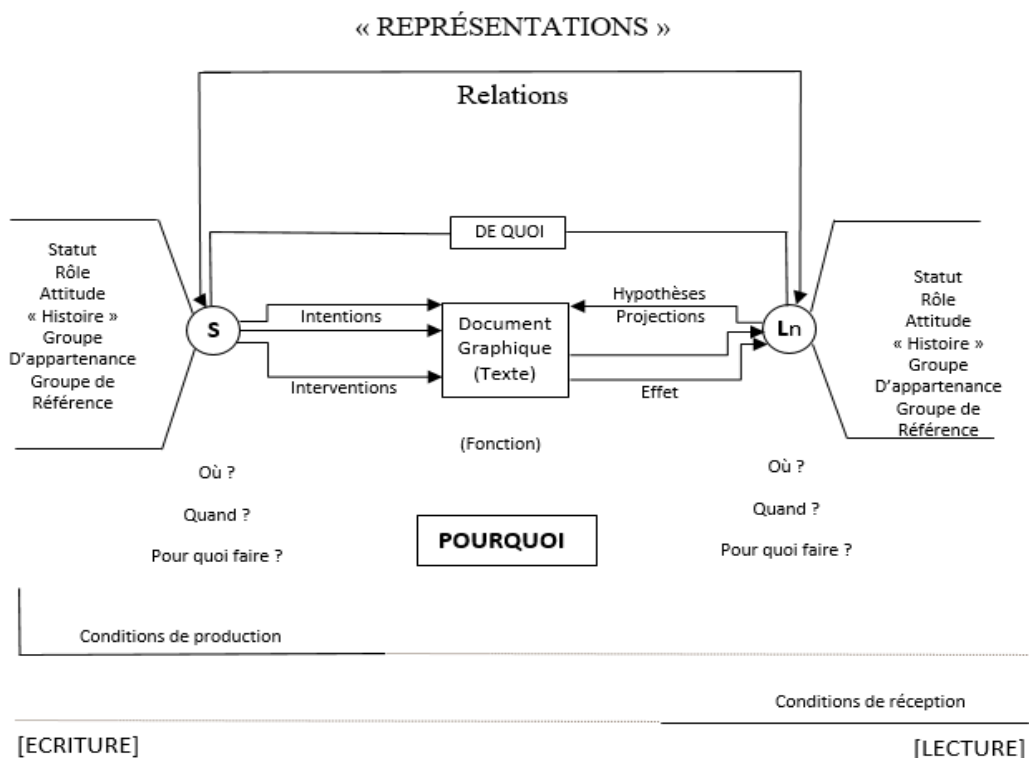 « REPRÉSENTATIONS »
Relations
DE QUOI
Statut
Rôle
Attitude
« Histoire »
Groupe
D'appartenance
Groupe de
Référence
S
Intentions
Interventions
Document
Graphique
(Texte)
Hypothèses
Projections
Effet
Ln
Statut
Rôle
Attitude
« Histoire »
Groupe
D'appartenance
Groupe de
Référence
(Fonction)
Où ?
Quand ?
Pour quoi faire ?
POURQUOI
Où ?
Quand ?
Pour quoi faire ?
Conditions de production
Conditions de réception
[ECRITURE]
[LECTURE]